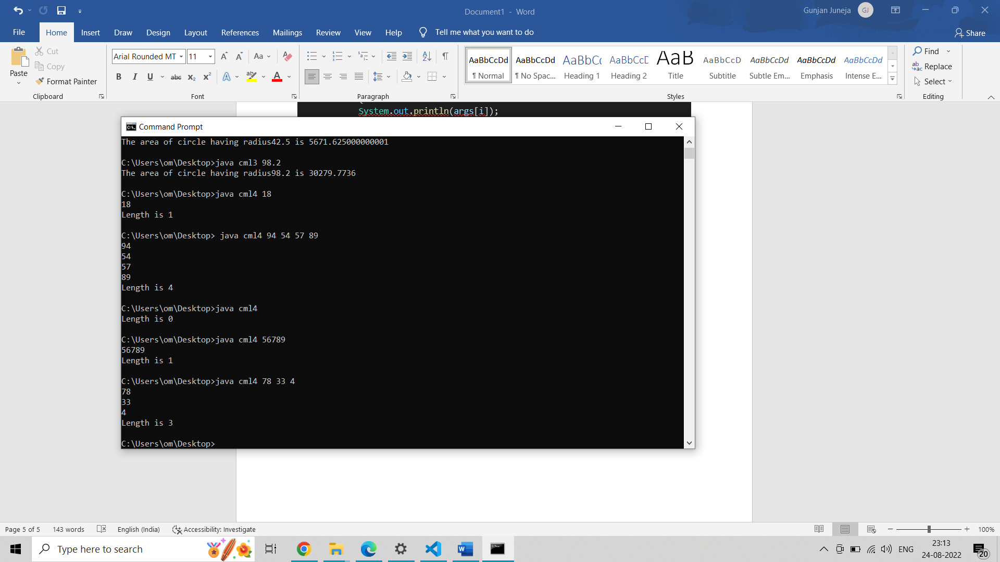 Document1 - Word
Gunjan Juneja GJ
File Home Insert Draw Design Layout References Mailings Review View Help Tell me what you want to do Share
Paste Cut
Copy
Format Painter
Clipboard
Arial Rounded MT 11
Font
Paragraph
AaBbCcDd AaBbCcDd AaBbCc AaBbCcD AaB AaBbCcD AaBbCcDd AaBbCcDd AaBbCcDd
¶ Normal ¶ No Spac... Heading 1 Heading 2 Title Subtitle Subtle Em... Emphasis Intense E...
Styles
Find
Replace
Select
Editing
System.out.println(args[i]);
Command Prompt
The area of circle having radius42.5 is 5671.625000000001
C:\Users\om\Desktop>java cml3 98.2
The area of circle having radius98.2 is 30279.7736
C:\Users\om\Desktop>java cml4 18
18
Length is 1
C:\Users\om\Desktop> java cml4 94 54 57 89
94
54
57
89
Length is 4
C:\Users\om\Desktop>java cml4
Length is 0
C:\Users\om\Desktop>java cml4 56789
56789
Length is 1
C:\Users\om\Desktop>java cml4 78 33 4
78
33
4
Length is 3
C:\Users\om\Desktop>
Page 5 of 5 143 words English (India) Accessibility: Investigate 100%
Type here to search
ENG
23:13
24-08-2022
20